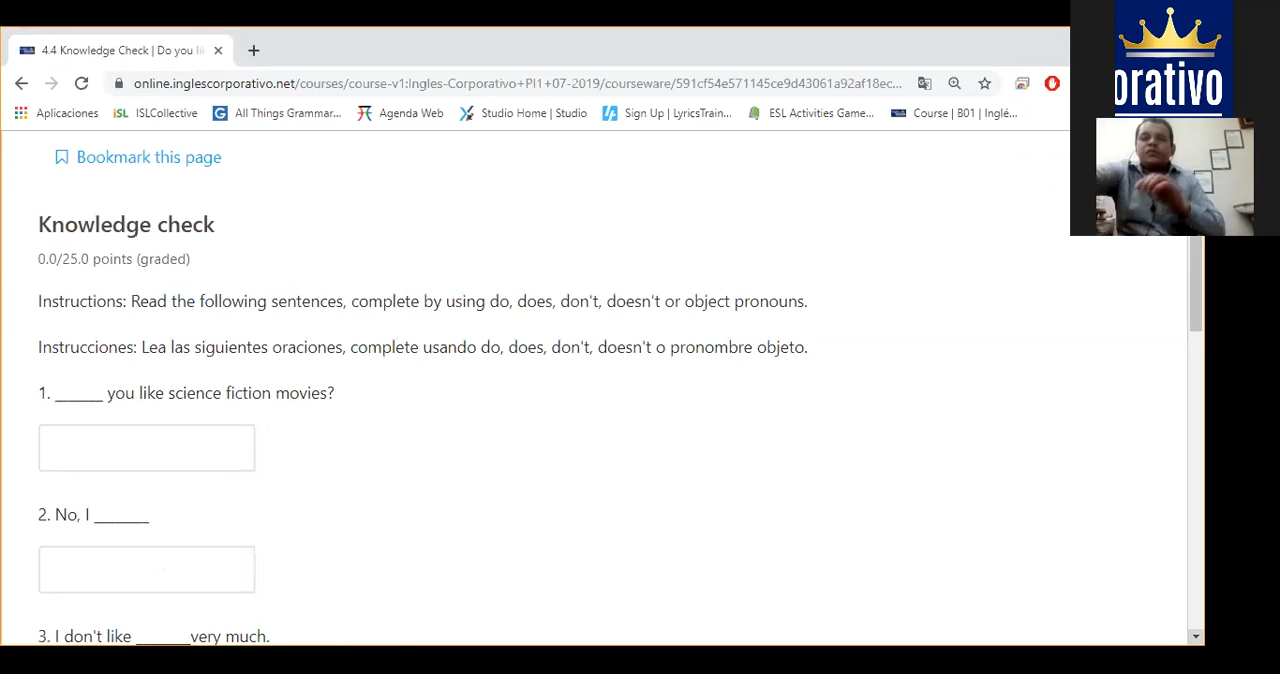 4.4 Knowledge Check | Do you li
online.inglescorporativo.net/courses/course-v1:Ingles-Corporativo+PI1+07-2019/courseware/591cf54e571145ce9d43061a92af18ec...
Aplicaciones ISL ISLCollective G All Things Grammar... Agenda Web Studio Home | Studio Sign Up | LyricsTrain... ESL Activities Game... Course | B01 | Inglé...
orativo
Bookmark this page
Knowledge check
0.0/25.0 points (graded)
Instructions: Read the following sentences, complete by using do, does, don't, doesn't or object pronouns.
Instrucciones: Lea las siguientes oraciones, complete usando do, does, don't, doesn't o pronombre objeto.
1. ______ you like science fiction movies?
2. No, I _______
3. I don't like _______very much.